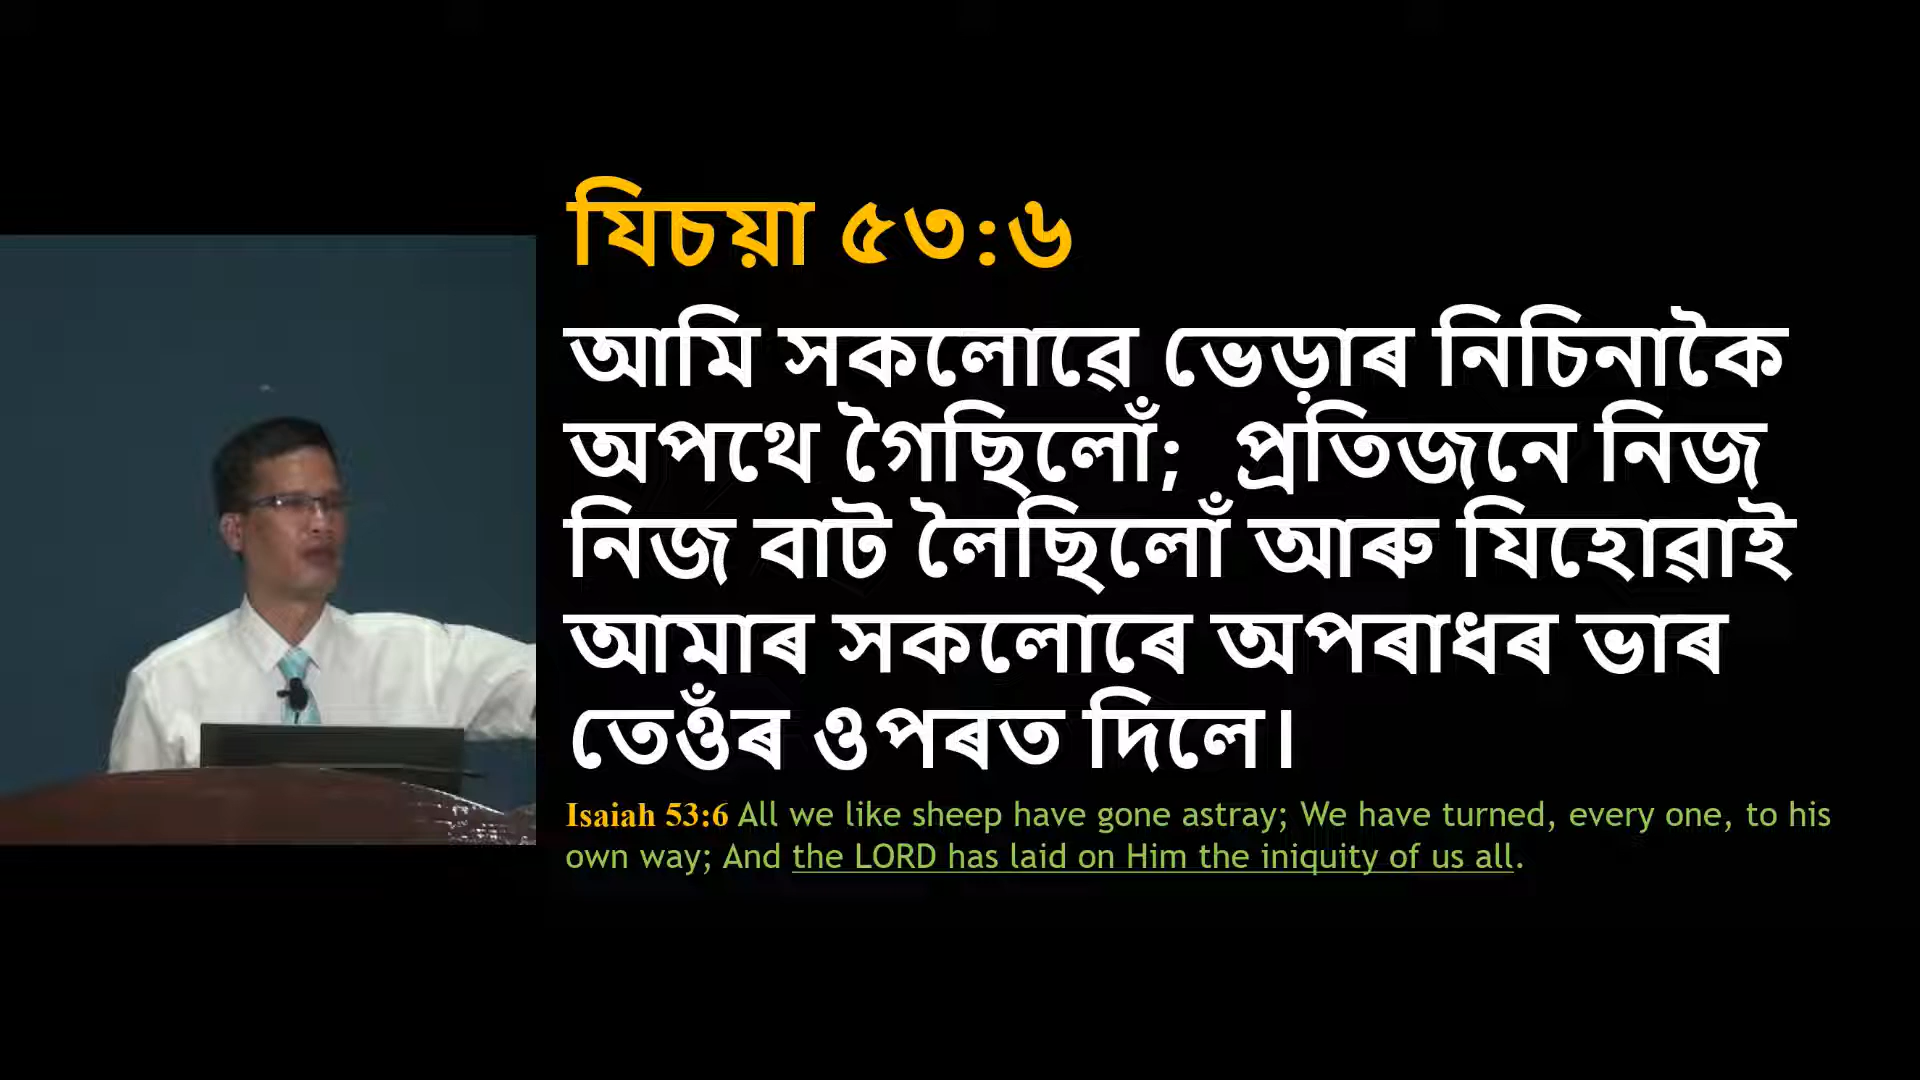 যিচয়া ৫৩:৬
আমি সকলোৱে ভেড়াৰ নিচিনাকৈ
অপথে গৈছিলোঁ;  প্ৰতিজনে নিজ
নিজ বাট লৈছিলোঁ আৰু যিহোৱাই
আমাৰ সকলোৰে অপৰাধৰ ভাৰ
তেওঁৰ ওপৰত দিলে।
Isaiah 53:6 All we like sheep have gone astray; We have turned, every one, to his
own way; And the LORD has laid on Him the iniquity of us all.